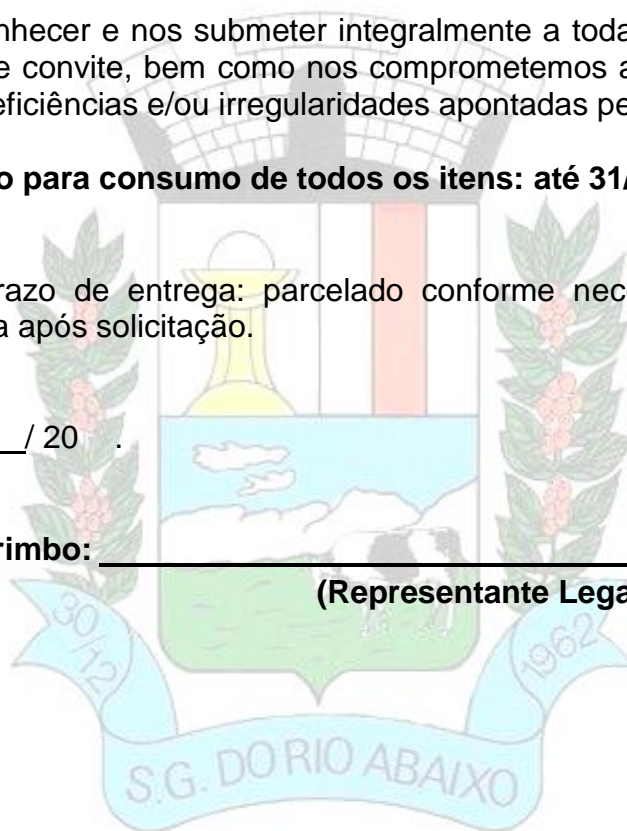 nhecer e nos submeter integralmente a toda
e convite, bem como nos comprometemos a
eficiências e/ou irregularidades apontadas pe
o para consumo de todos os itens: até 31/
razo de entrega: parcelado conforme nec
a após solicitação.
/ 20 .
rimbo:
(Representante Lega
30/12
1962
S.G. DO RIO ABAIXO